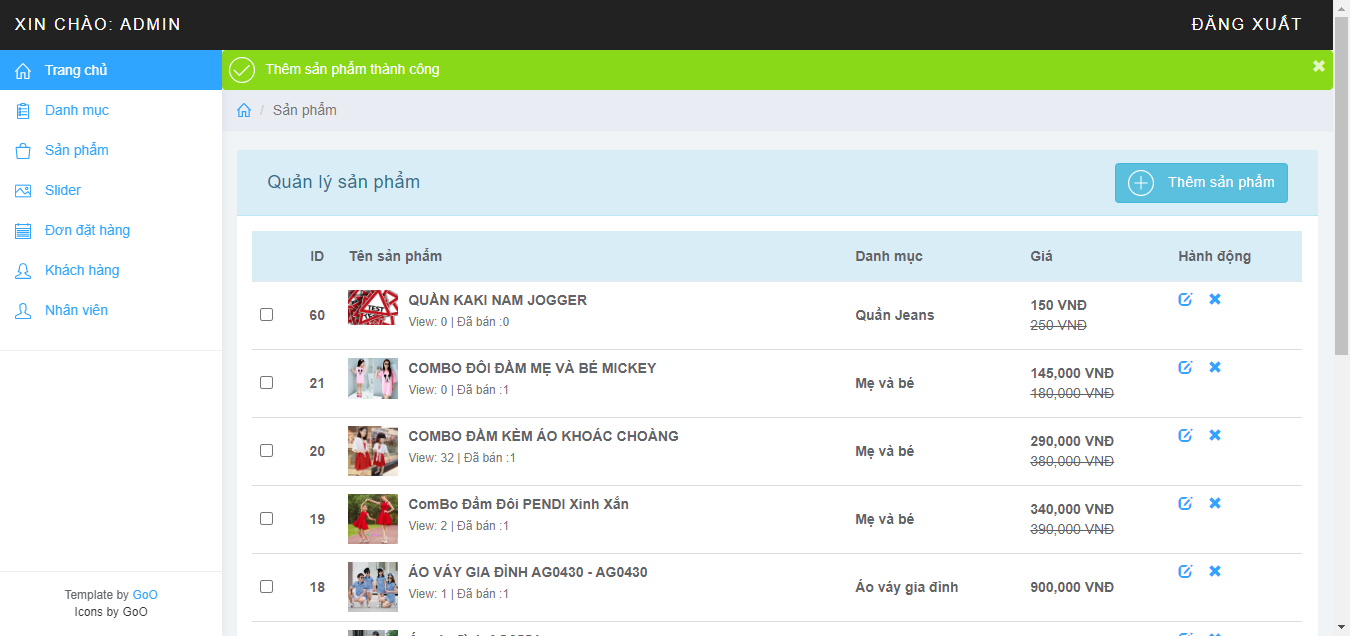 XIN CHÀO: ADMIN
ĐĂNG XUẤT
Trang chủ
Danh mục
Sản phẩm
Slider
Đơn đặt hàng
Khách hàng
Nhân viên
Template by GoO
Icons by GoO
Thêm sản phẩm thành công
/ Sản phẩm
Quản lý sản phẩm
Thêm sản phẩm
ID Tên sản phẩm Danh mục Giá Hành động
TEST
60 QUẦN KAKI NAM JOGGER Quần Jeans 150 VNĐ
View: 0 | Đã bán :0 250 VNĐ
21 COMBO ĐÔI ĐẦM MẸ VÀ BÉ MICKEY Mẹ và bé 145,000 VNĐ
View: 0 | Đã bán :1 180,000 VNĐ
20 COMBO ĐẦM KÈM ÁO KHOÁC CHOÀNG Mẹ và bé 290,000 VNĐ
View: 32 | Đã bán :1 380,000 VNĐ
19 ComBo Đầm Đôi PENDI Xinh Xắn Mẹ và bé 340,000 VNĐ
View: 2 | Đã bán :1 390,000 VNĐ
18 ÁO VÁY GIA ĐÌNH AG0430 - AG0430 Áo váy gia đình 900,000 VNĐ
View: 1 | Đã bán :1